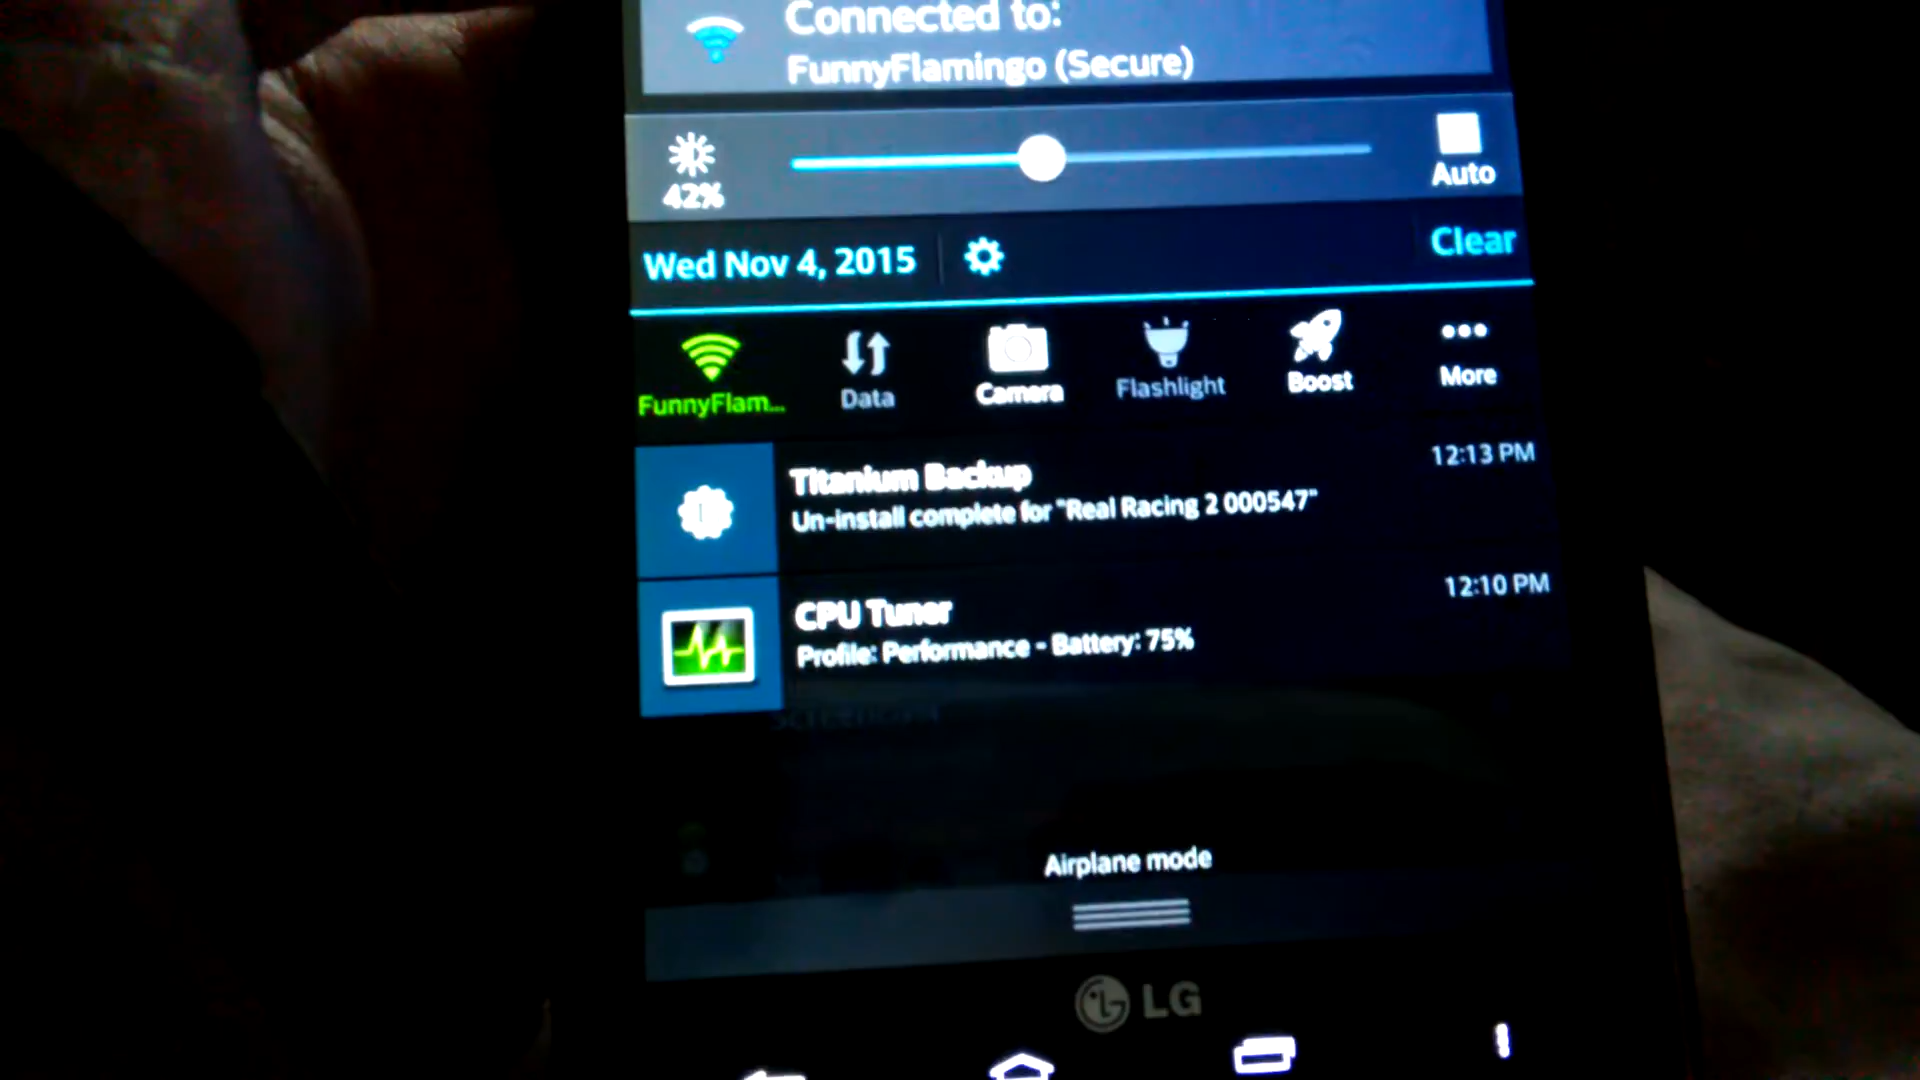 Connected to:
FunnyFlamingo (Secure)
42%
Auto
Wed Nov 4, 2015
Clear
FunnyFlam...
Data
Camera
Flashlight
Boost
More
Titanium Backup
12:13 PM
Un-install complete for "Real Racing 2 000547"
CPU Tuner
12:10 PM
Profile: Performance - Battery: 75%
Airplane mode
LG